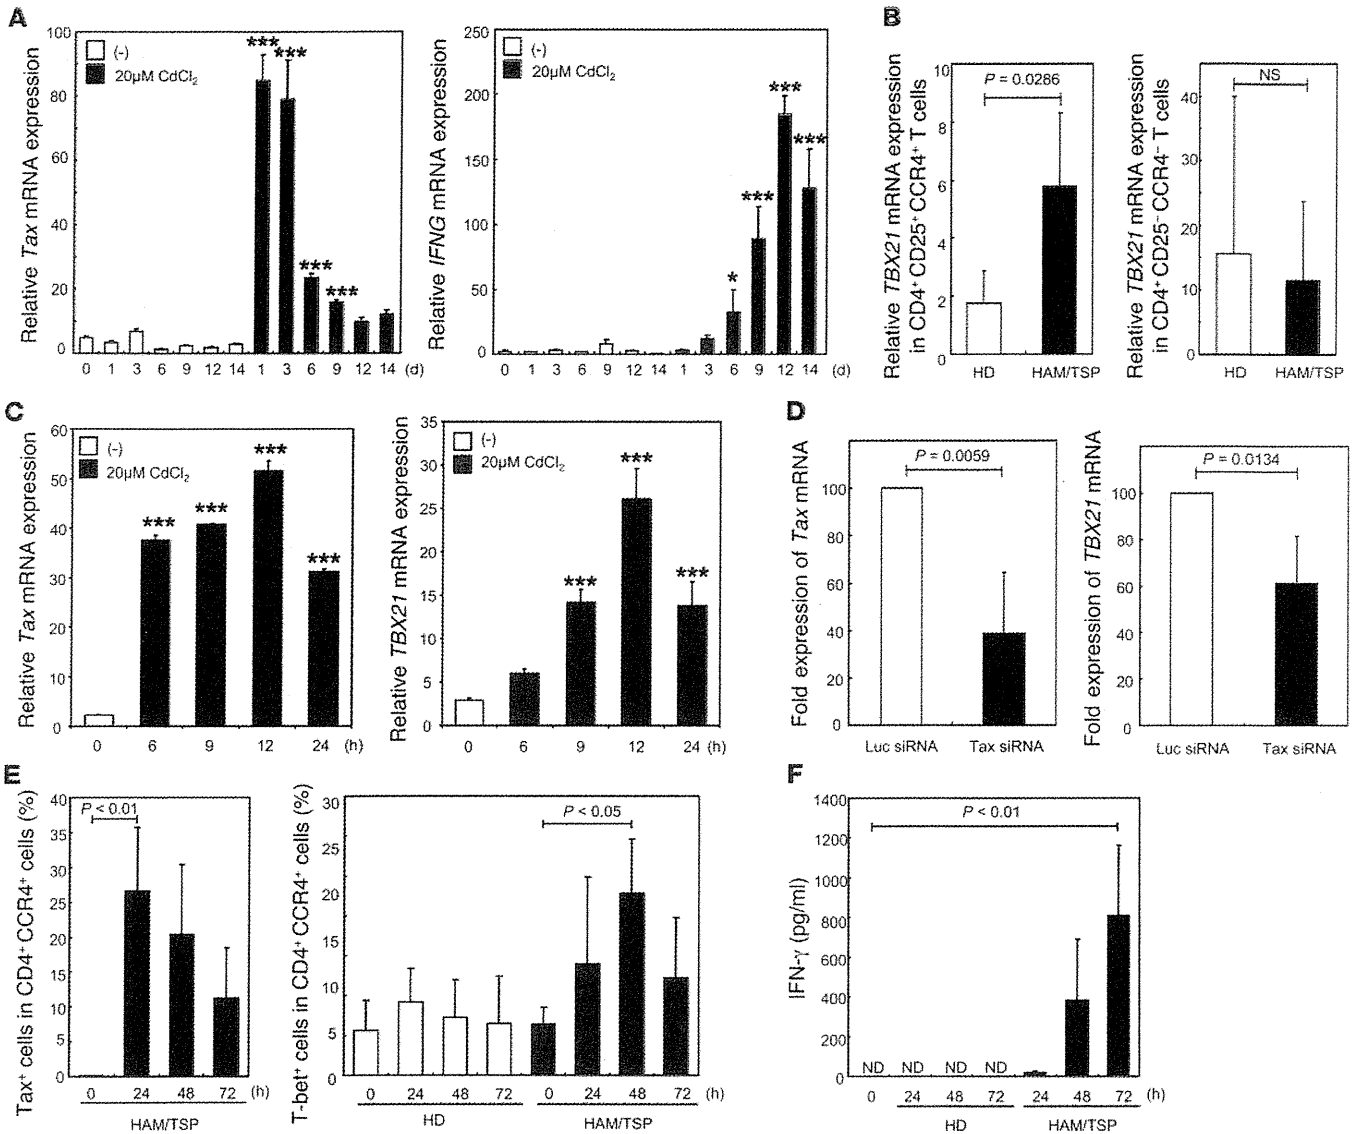 A
Relative Tax mRNA expression
100
80
60
40
20
0
(-)
20μM CdCl₂
***
***
***
***
0 1 3 6 9 12 14 1 3 6 9 12 14 (d)
Relative IFNG mRNA expression
250
200
150
100
50
0
(-)
20μM CdCl₂
*
***
***
***
0 1 3 6 9 12 14 1 3 6 9 12 14 (d)
B
Relative TBX21 mRNA expression
in CD4⁺ CD25⁺ CCR4⁺ T cells
10
8
6
4
2
0
P = 0.0286
HD HAM/TSP
Relative TBX21 mRNA expression
in CD4⁺ CD25⁻ CCR4⁻ T cells
40
30
20
10
0
NS
HD HAM/TSP
C
Relative Tax mRNA expression
60
50
40
30
20
10
0
(-)
20μM CdCl₂
***
***
***
***
0 6 9 12 24 (h)
Relative TBX21 mRNA expression
35
30
25
20
15
10
5
0
(-)
20μM CdCl₂
***
***
***
0 6 9 12 24 (h)
D
Fold expression of Tax mRNA
100
80
60
40
20
0
P = 0.0059
Luc siRNA Tax siRNA
Fold expression of TBX21 mRNA
100
80
60
40
20
0
P = 0.0134
Luc siRNA Tax siRNA
E
Tax⁺ cells in CD4⁺ CCR4⁺ cells (%)
40
35
30
25
20
15
10
5
0
P < 0.01
0 24 48 72 (h)
HAM/TSP
T-bet⁺ cells in CD4⁺ CCR4⁺ cells (%)
30
25
20
15
10
5
0
P < 0.05
0 24 48 72 0 24 48 72 (h)
HD HAM/TSP
F
IFN-γ (pg/ml)
1400
1200
1000
800
600
400
200
0
P < 0.01
ND ND ND ND
0 24 48 72 24 48 72 (h)
HD HAM/TSP